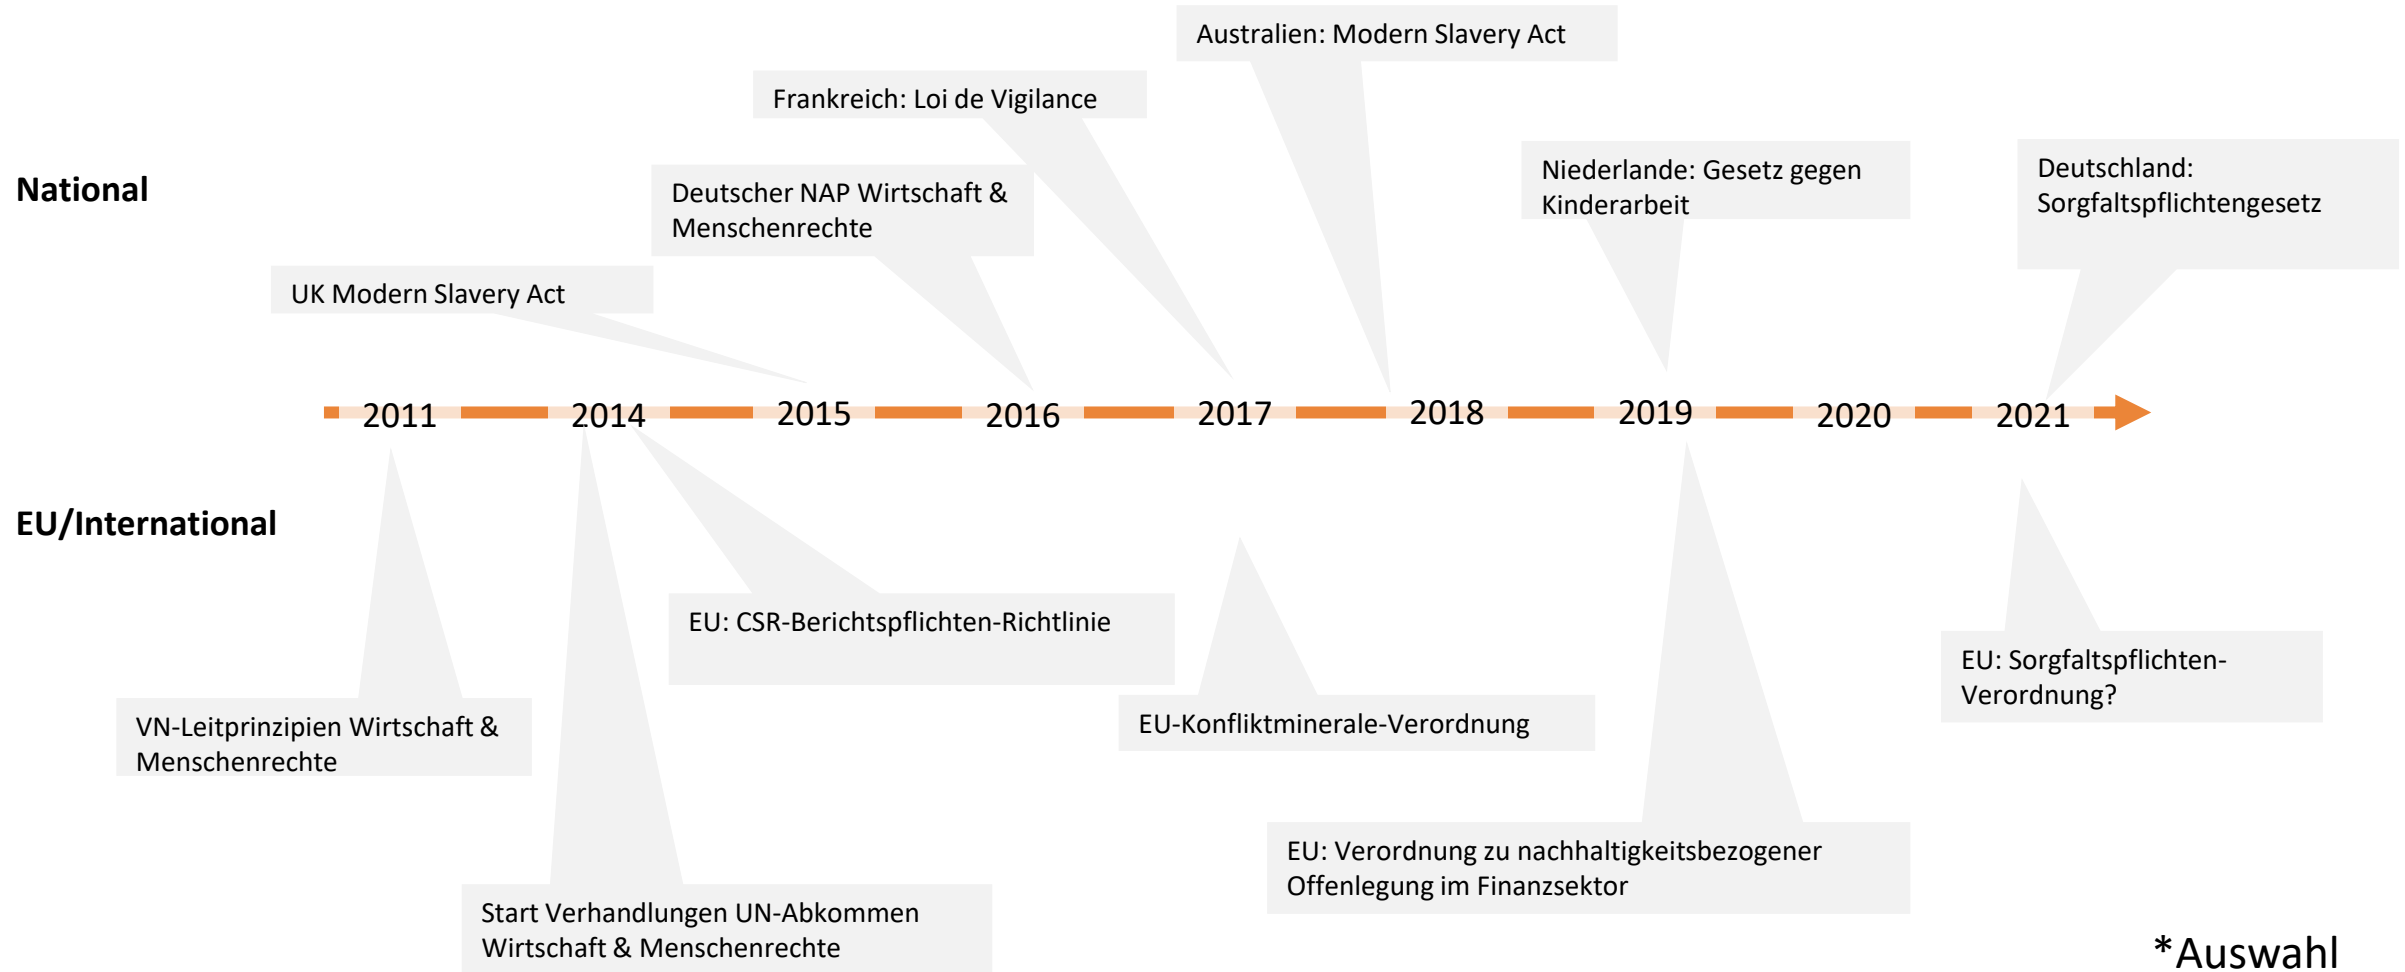 Australien: Modern Slavery Act
Frankreich: Loi de Vigilance
National
Deutscher NAP Wirtschaft &
Menschenrechte
Niederlande: Gesetz gegen
Kinderarbeit
Deutschland:
Sorgfaltspflichtengesetz
UK Modern Slavery Act
2011 2014 2015 2016 2017 2018 2019 2020 2021
EU/International
EU: CSR-Berichtspflichten-Richtlinie
VN-Leitprinzipien Wirtschaft &
Menschenrechte
EU-Konfliktminerale-Verordnung
EU: Sorgfaltspflichten-
Verordnung?
EU: Verordnung zu nachhaltigkeitsbezogener
Offenlegung im Finanzsektor
Start Verhandlungen UN-Abkommen
Wirtschaft & Menschenrechte
*Auswahl